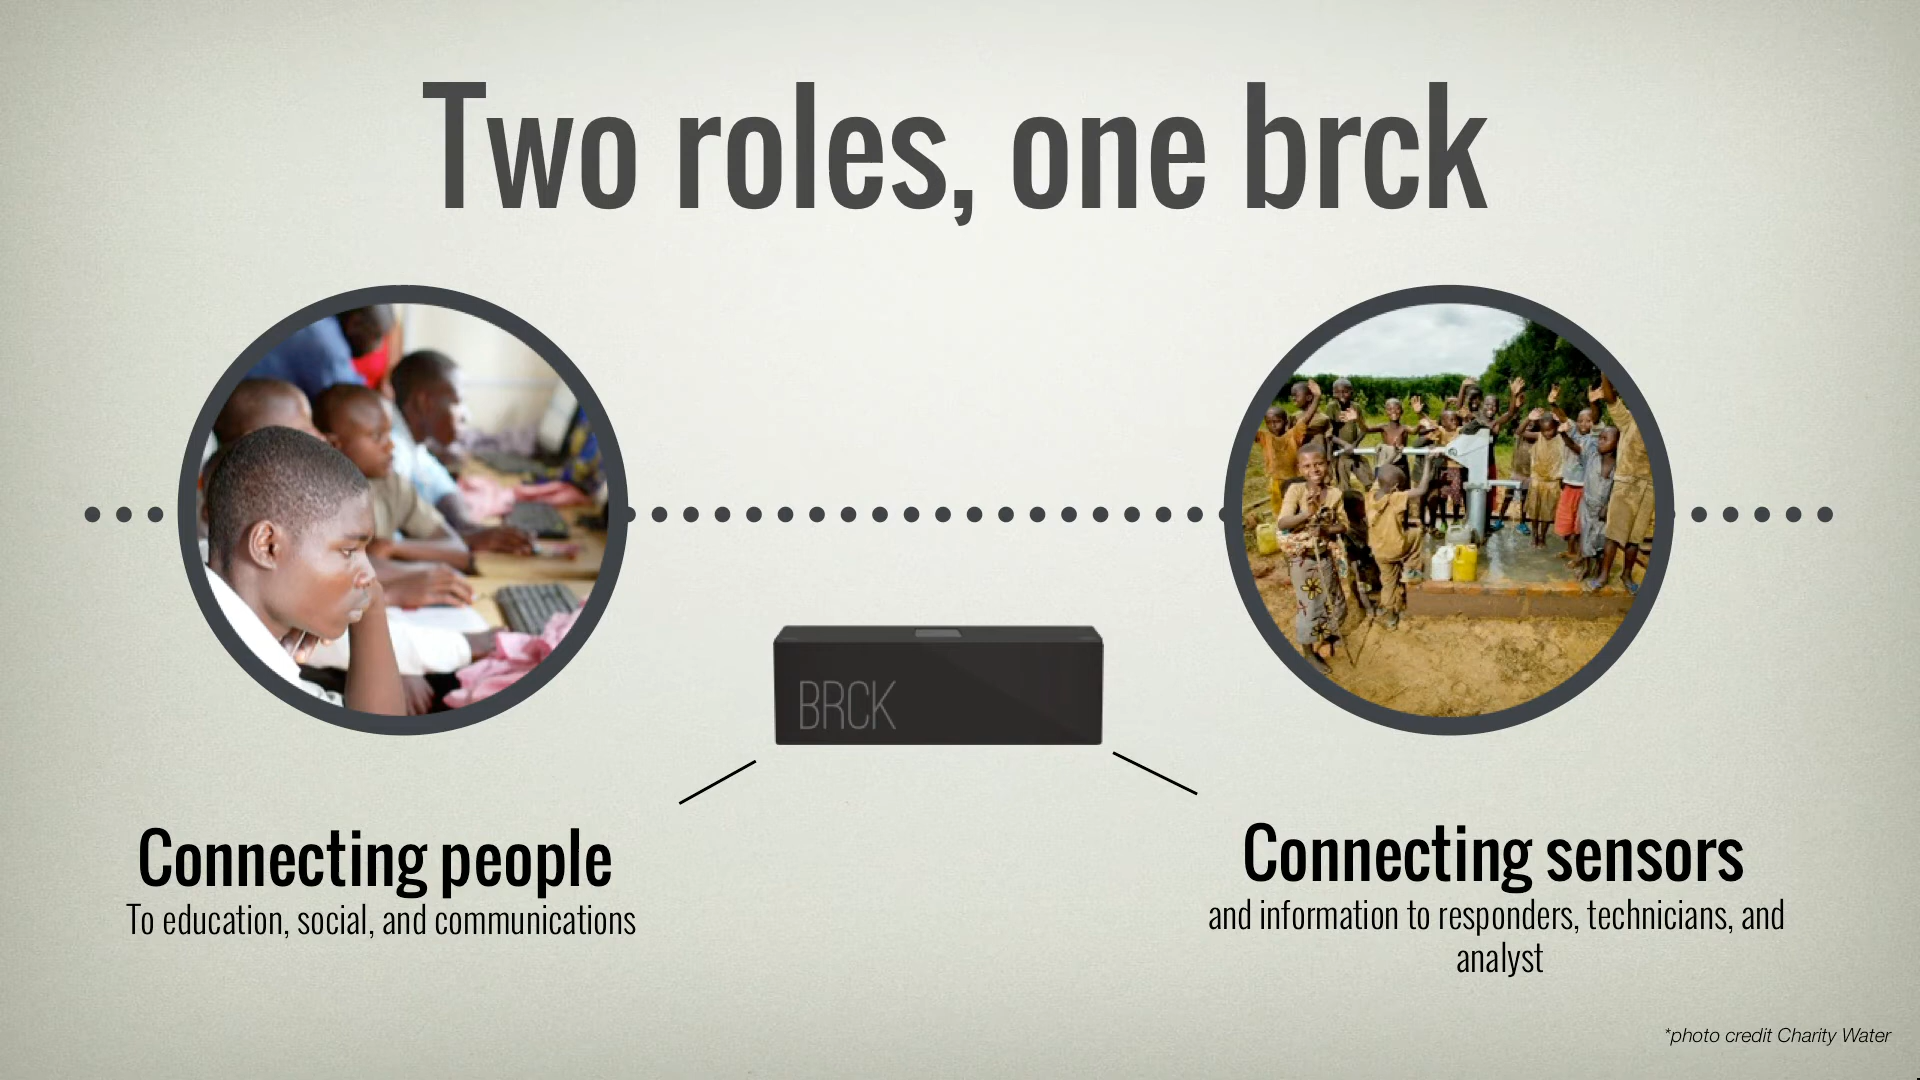 Two roles, one brck
BRCK
Connecting people
To education, social, and communications
Connecting sensors
and information to responders, technicians, and
analyst
*photo credit Charity Water